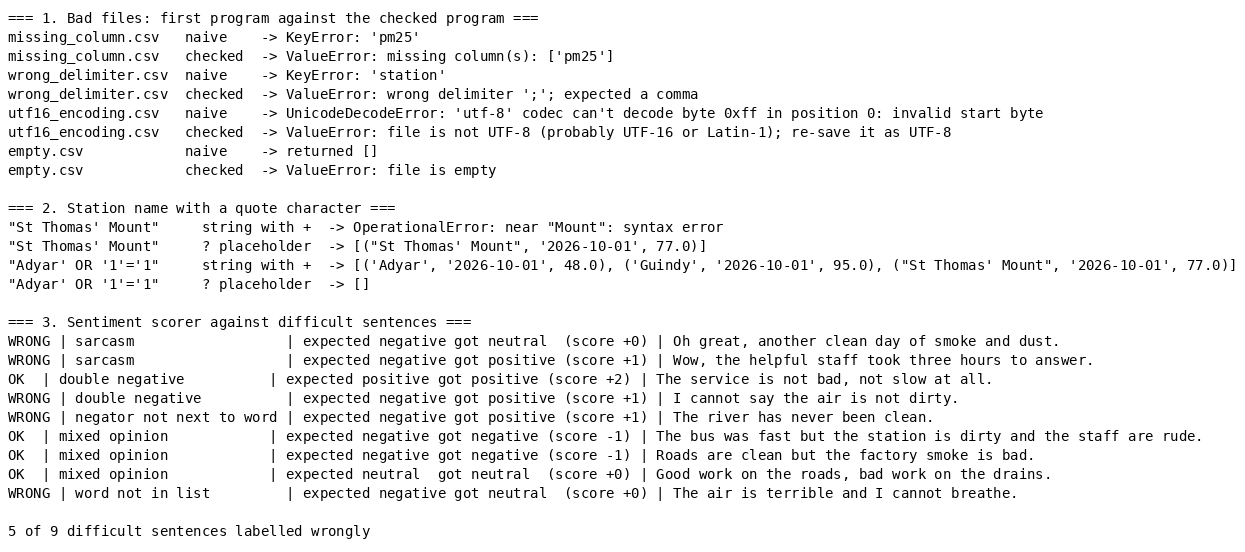 === 1. Bad files: first program against the checked program ===
missing_column.csv   naive    -> KeyError: 'pm25'
missing_column.csv   checked  -> ValueError: missing column(s): ['pm25']
wrong_delimiter.csv  naive    -> KeyError: 'station'
wrong_delimiter.csv  checked  -> ValueError: wrong delimiter ';'; expected a comma
utf16_encoding.csv   naive    -> UnicodeDecodeError: 'utf-8' codec can't decode byte 0xff in position 0: invalid start byte
utf16_encoding.csv   checked  -> ValueError: file is not UTF-8 (probably UTF-16 or Latin-1); re-save it as UTF-8
empty.csv            naive    -> returned []
empty.csv            checked  -> ValueError: file is empty

=== 2. Station name with a quote character ===
"St Thomas' Mount"     string with +  -> OperationalError: near "Mount": syntax error
"St Thomas' Mount"     ? placeholder  -> [("St Thomas' Mount", '2026-10-01', 77.0)]
"Adyar' OR '1'='1"     string with +  -> [('Adyar', '2026-10-01', 48.0), ('Guindy', '2026-10-01', 95.0), ("St Thomas' Mount", '2026-10-01', 77.0)]
"Adyar' OR '1'='1"     ? placeholder  -> []

=== 3. Sentiment scorer against difficult sentences ===
WRONG | sarcasm                  | expected negative got neutral  (score +0) | Oh great, another clean day of smoke and dust.
WRONG | sarcasm                  | expected negative got positive (score +1) | Wow, the helpful staff took three hours to answer.
OK  | double negative          | expected positive got positive (score +2) | The service is not bad, not slow at all.
WRONG | double negative          | expected negative got positive (score +1) | I cannot say the air is not dirty.
WRONG | negator not next to word | expected negative got positive (score +1) | The river has never been clean.
OK  | mixed opinion            | expected negative got negative (score -1) | The bus was fast but the station is dirty and the staff are rude.
OK  | mixed opinion            | expected negative got negative (score -1) | Roads are clean but the factory smoke is bad.
OK  | mixed opinion            | expected neutral  got neutral  (score +0) | Good work on the roads, bad work on the drains.
WRONG | word not in list         | expected negative got neutral  (score +0) | The air is terrible and I cannot breathe.

5 of 9 difficult sentences labelled wrongly